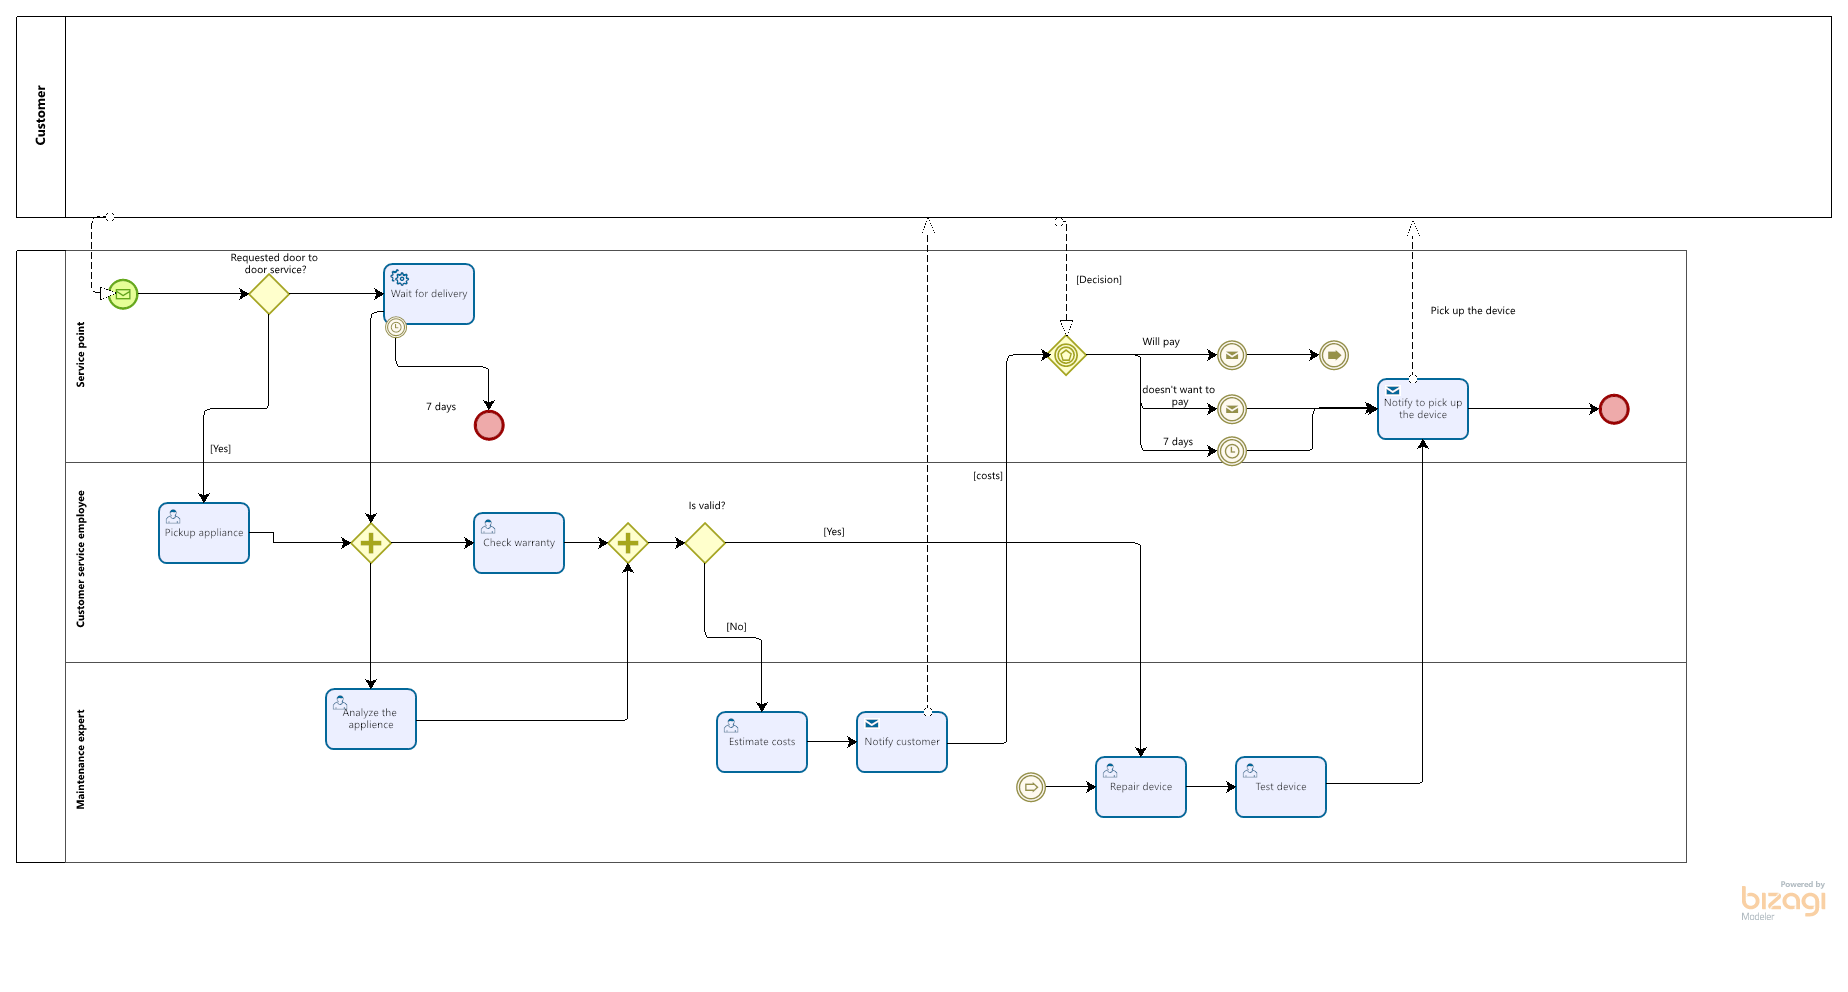 Customer
Service point
Requested door to
door service?
Wait for delivery
[Decision]
Pick up the device
Will pay
doesn't want to
pay
7 days
Notify to pick up
the device
7 days
[Yes]
[costs]
Customer service employee
Pickup appliance
Check warranty
Is valid?
[Yes]
[No]
Maintenance expert
Analyze the
applience
Estimate costs
Notify customer
Repair device
Test device
Powered by
bizagi
Modeler